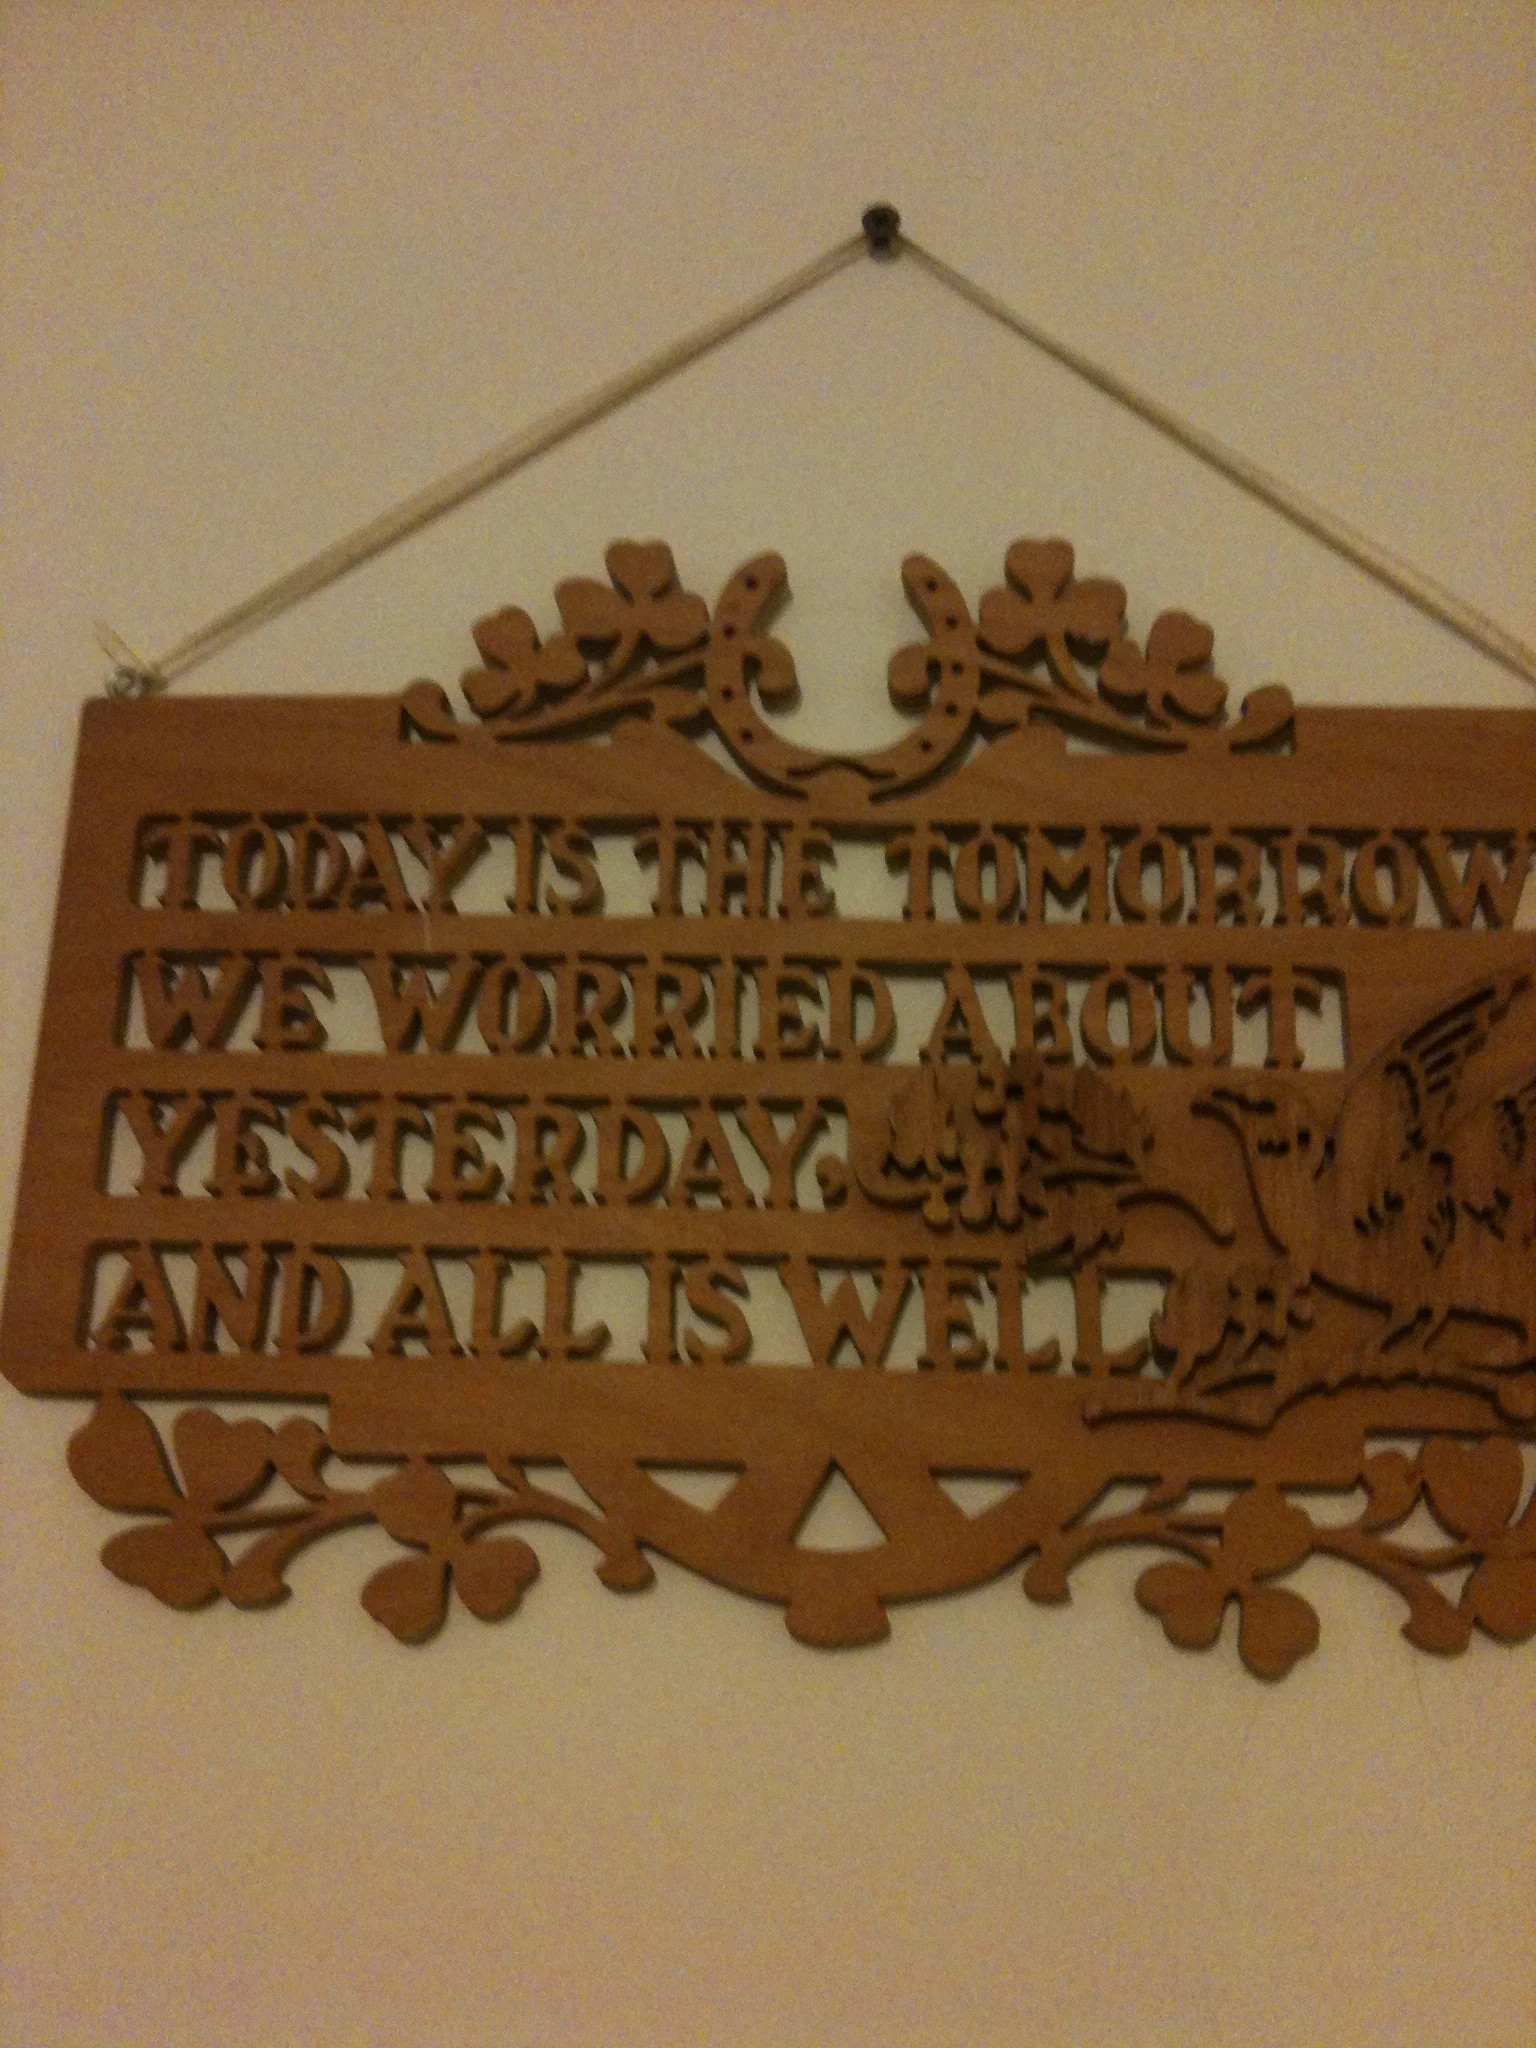 TODAY IS THE TOMORROW
WE WORRIED ABOUT
YESTERDAY.
AND ALL IS WELL